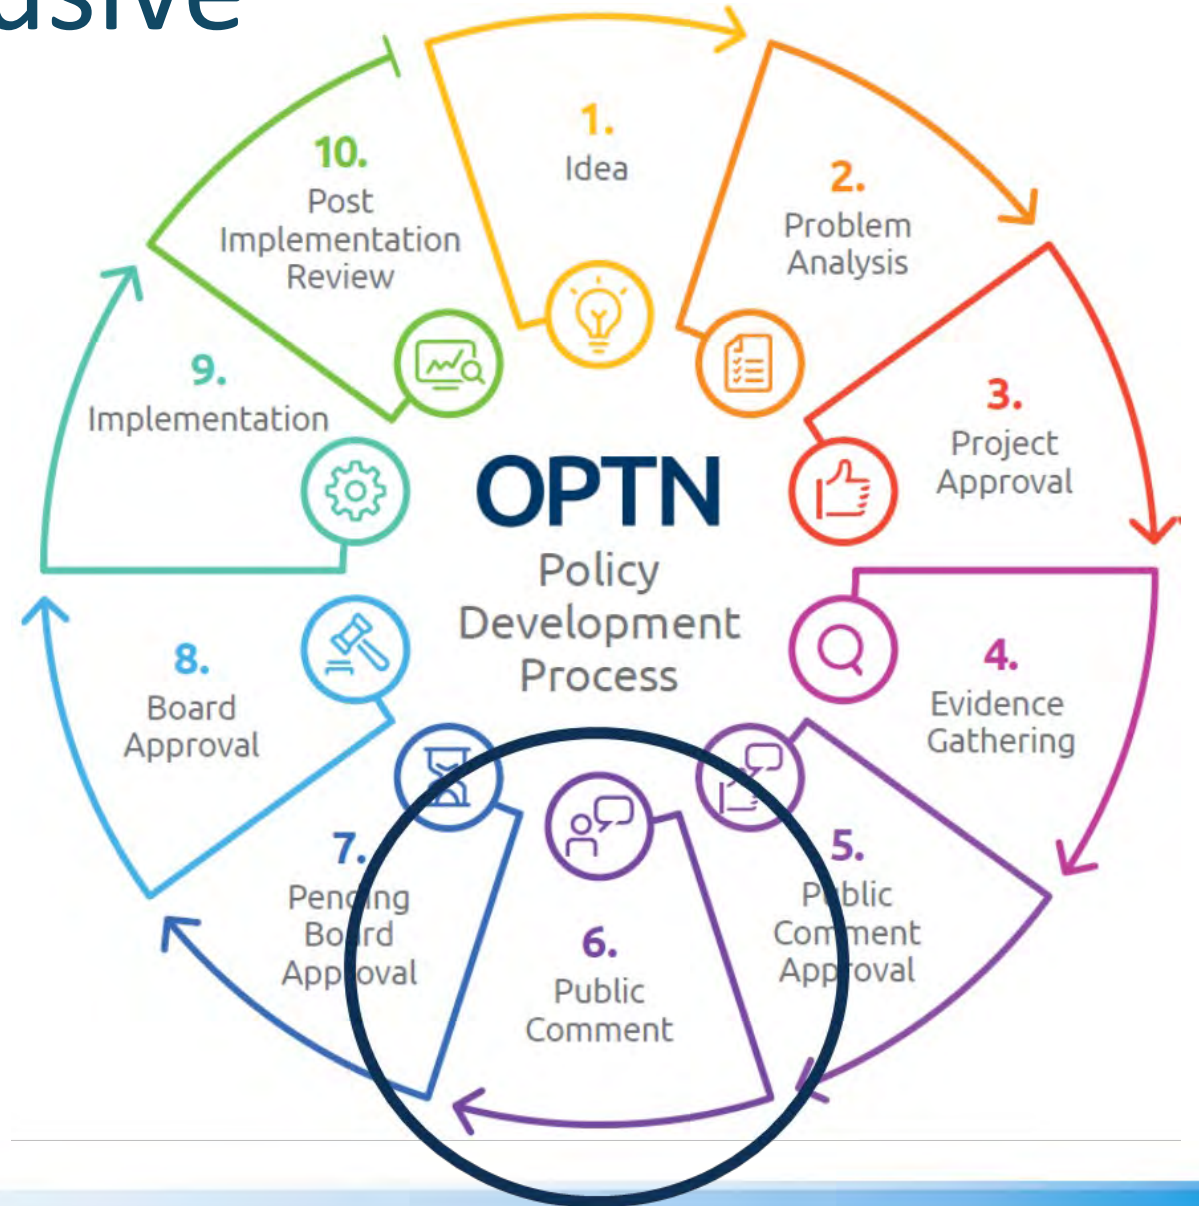 1.
Idea
2.
Problem
Analysis
3.
Project
Approval
4.
Evidence
Gathering
5.
Public
Comment
Approval
6.
Public
Comment
7.
Pending
Board
Approval
8.
Board
Approval
9.
Implementation
10.
Post
Implementation
Review
OPTN
Policy
Development
Process